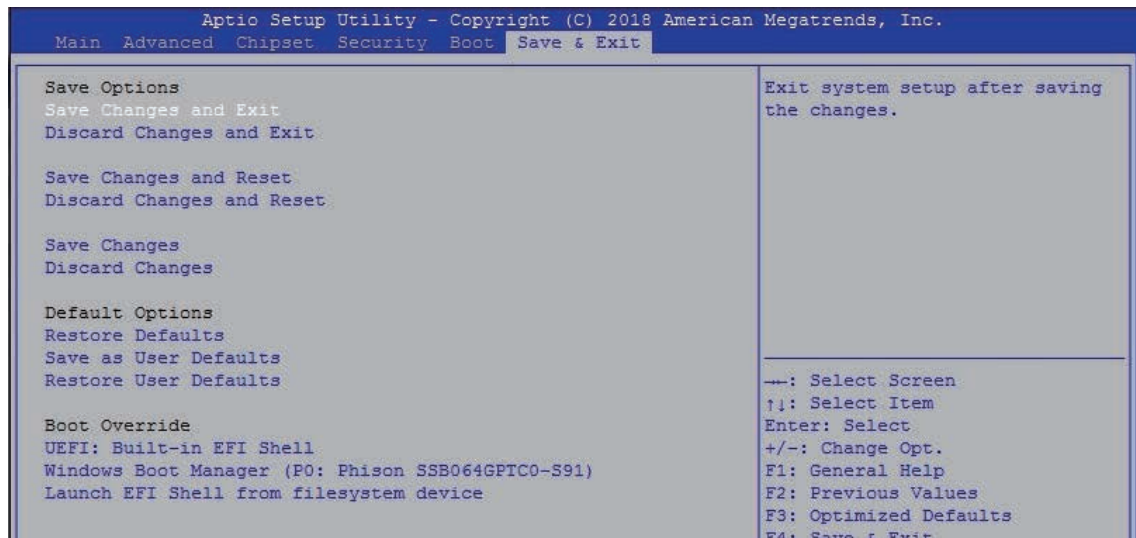 Aptio Setup Utility - Copyright (C) 2018 American Megatrends, Inc.
Main Advanced Chipset Security Boot Save & Exit
Save Options
Save Changes and Exit
Discard Changes and Exit
Save Changes and Reset
Discard Changes and Reset
Save Changes
Discard Changes
Default Options
Restore Defaults
Save as User Defaults
Restore User Defaults
Boot Override
UEFI: Built-in EFI Shell
Windows Boot Manager (P0: Phison SSB064GPTC0-S91)
Launch EFI Shell from filesystem device
Exit system setup after saving
the changes.
→←: Select Screen
↑↓: Select Item
Enter: Select
+/-: Change Opt.
F1: General Help
F2: Previous Values
F3: Optimized Defaults
F4: Save & Exit